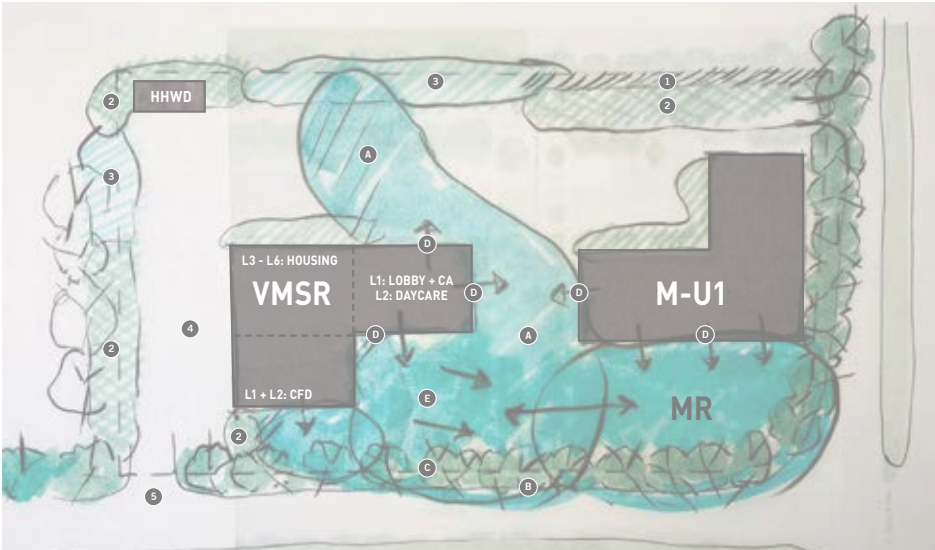 1
3
2
HHWD
2
A
3
D
L3 - L6: HOUSING
L1: LOBBY + CA
L2: DAYCARE
VMSR
D
D
M-U1
4
D
A
D
2
L1 + L2: CFD
E
MR
2
C
B
5